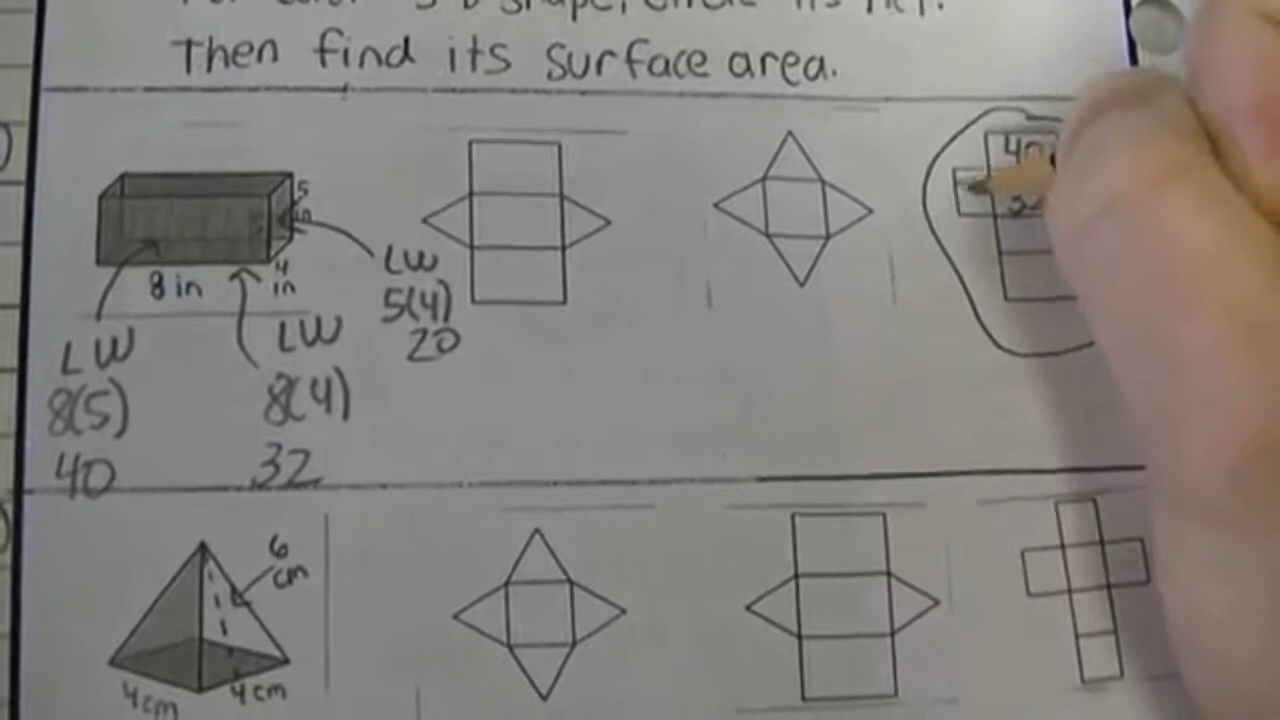 Then find its surface area.
5
in
4
in
8 in
LW
5(4)
20
LW
8(5)
40
LW
8(4)
32
40
6
cm
4cm
4cm